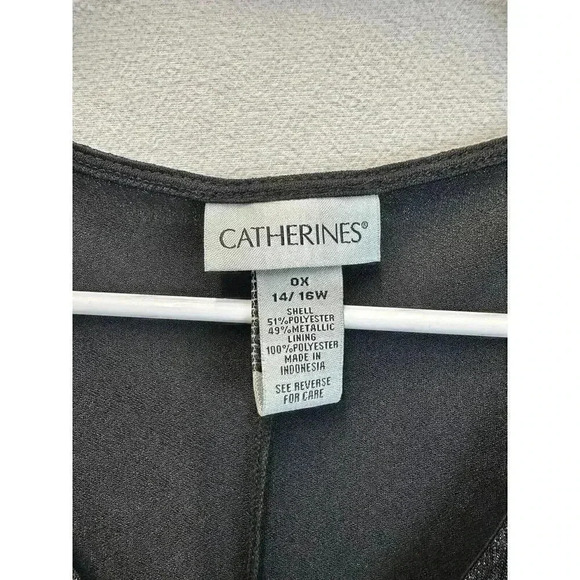 CATHERINES®
0X
14/16W
SHELL
51%POLYESTER
49%METALLIC
LINING
100%POLYESTER
MADE IN
INDONESIA
SEE REVERSE
FOR CARE